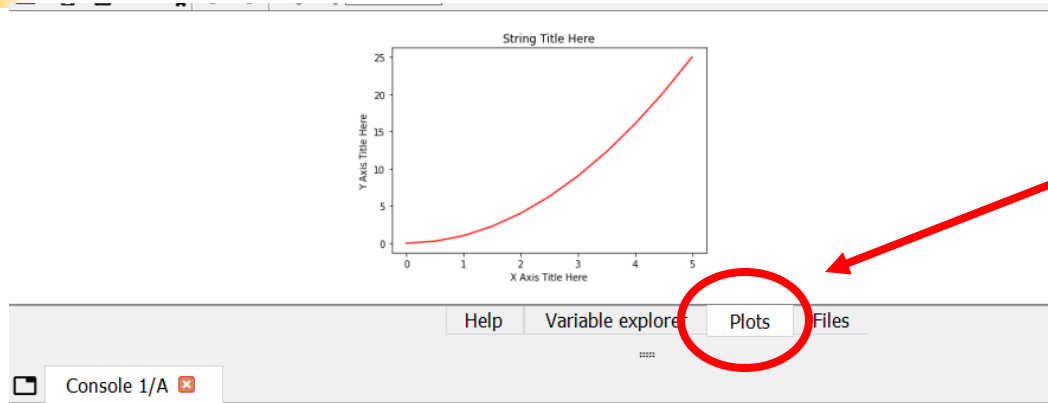 String Title Here
25
20
15
10
5
0
Y Axis Title Here
0 1 2 3 4 5
X Axis Title Here
Help Variable explorer Plots Files
Console 1/A